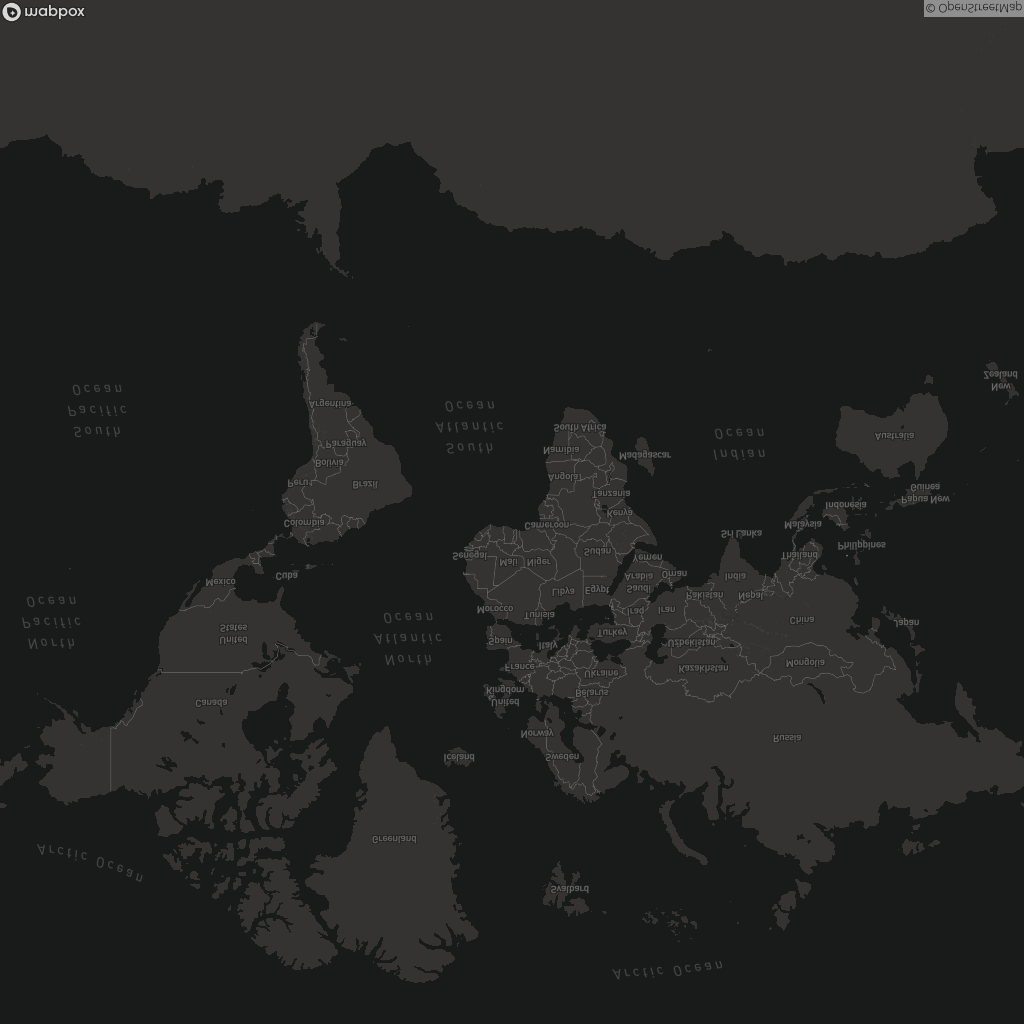 mapbox
© OpenStreetMap
South
Pacific
Ocean
South
Atlantic
Ocean
Indian
Ocean
New
Zealand
Argentina
Paraguay
Bolivia
Peru
Brazil
Colombia
South Africa
Namibia
Angola
Madagascar
Tanzania
Kenya
Cameroon
Australia
Papua New
Guinea
Indonesia
Malaysia
Philippines
Sri Lanka
Thailand
Senegal
Mali
Niger
Sudan
Yemen
Oman
Saudi
Arabia
Libya
Egypt
India
Nepal
Pakistan
Mexico
Cuba
Morocco
Tunisia
Iraq
Iran
China
Japan
North
Pacific
Ocean
North
Atlantic
Ocean
United
States
Spain
Italy
Turkey
Uzbekistan
France
Ukraine
Kazakhstan
Mongolia
United
Kingdom
Belarus
Canada
Norway
Sweden
Iceland
Russia
Greenland
Arctic Ocean
Svalbard
Arctic Ocean